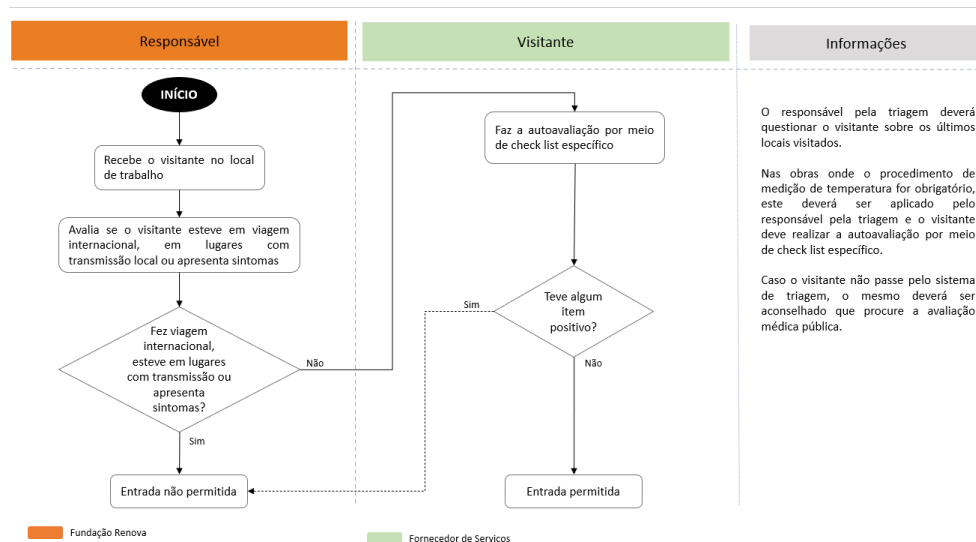 Responsável
Visitante
Informações
INÍCIO
Recebe o visitante no local
de trabalho
Avalia se o visitante esteve em viagem
internacional, em lugares com
transmissão local ou apresenta sintomas
Fez viagem
internacional,
esteve em lugares
com transmissão ou
apresenta
sintomas?
Não
Sim
Entrada não permitida
Faz a autoavaliação por meio
de check list específico
Teve algum
item
positivo?
Sim
Não
Entrada permitida
O responsável pela triagem deverá
questionar o visitante sobre os últimos
locais visitados.
Nas obras onde o procedimento de
medição de temperatura for obrigatório,
este deverá ser aplicado pelo
responsável pela triagem e o visitante
deve realizar a autoavaliação por meio
de check list específico.
Caso o visitante não passe pelo sistema
de triagem, o mesmo deverá ser
aconselhado que procure a avaliação
médica pública.
Fundação Renova
Fornecedor de Serviços